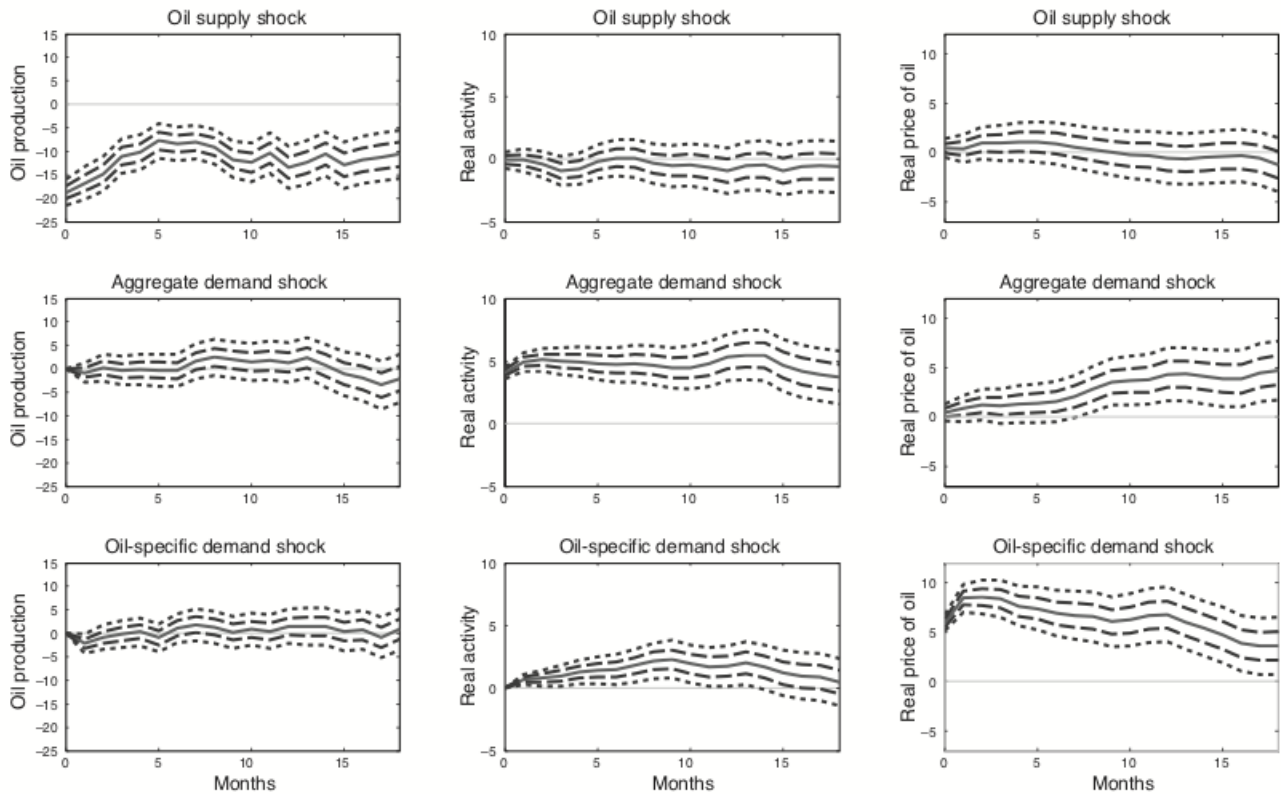 Oil supply shock
Oil supply shock
Oil supply shock
Oil production
15
10
5
0
−5
−10
−15
−20
−25
0 5 10 15
Real activity
10
5
0
−5
0 5 10 15
Real price of oil
10
5
0
−5
0 5 10 15
Aggregate demand shock
Aggregate demand shock
Aggregate demand shock
Oil production
15
10
5
0
−5
−10
−15
−20
−25
0 5 10 15
Real activity
10
5
0
−5
0 5 10 15
Real price of oil
10
5
0
−5
0 5 10 15
Oil-specific demand shock
Oil-specific demand shock
Oil-specific demand shock
Oil production
15
10
5
0
−5
−10
−15
−20
−25
0 5 10 15
Months
Real activity
10
5
0
−5
0 5 10 15
Months
Real price of oil
10
5
0
−5
0 5 10 15
Months